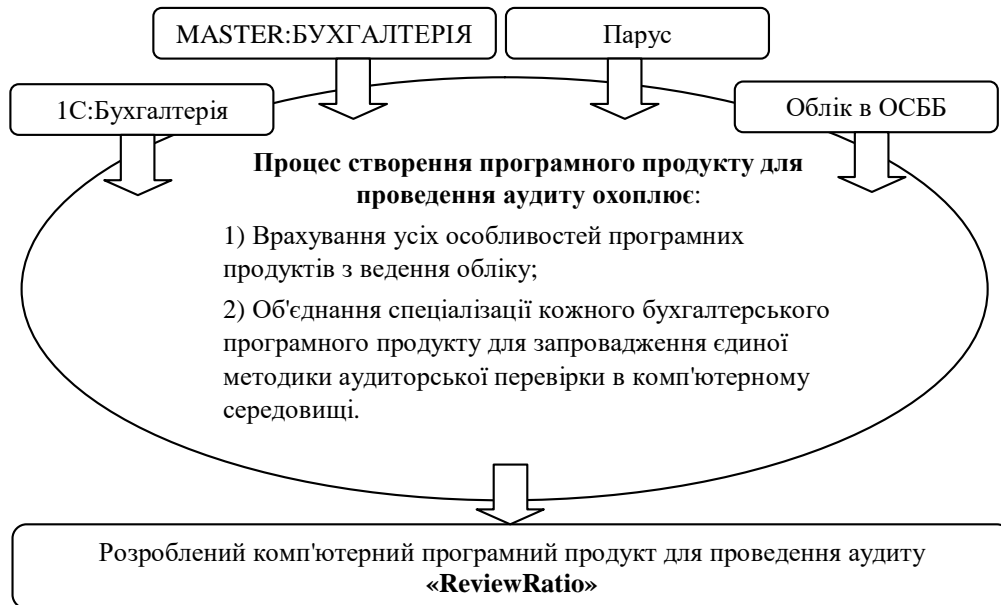 MASTER:БУХГАЛТЕРІЯ
Парус
1С:Бухгалтерія
Облік в ОСББ
Процес створення програмного продукту для
проведення аудиту охоплює:
1) Врахування усіх особливостей програмних
продуктів з ведення обліку;
2) Об'єднання спеціалізації кожного бухгалтерського
програмного продукту для запровадження єдиної
методики аудиторської перевірки в комп'ютерному
середовищі.
Розроблений комп'ютерний програмний продукт для проведення аудиту
«ReviewRatio»